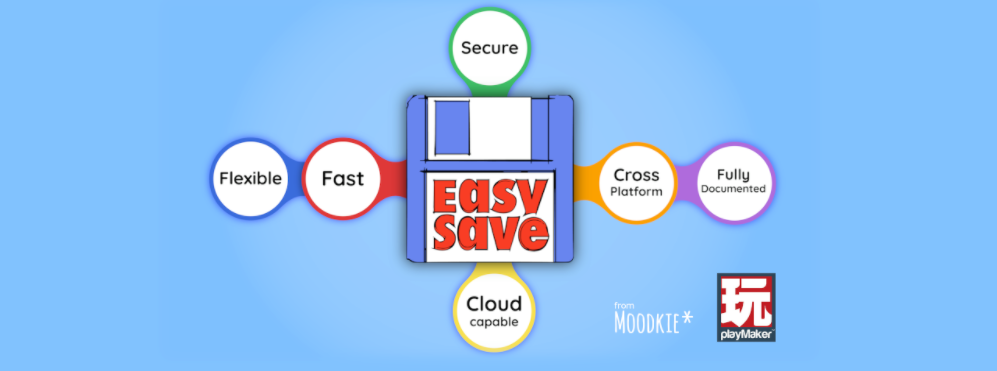 Secure
Flexible
Fast
EASY
SAVE
Cross
Platform
Fully
Documented
Cloud
capable
from
MOODKIE*
玩
playMaker